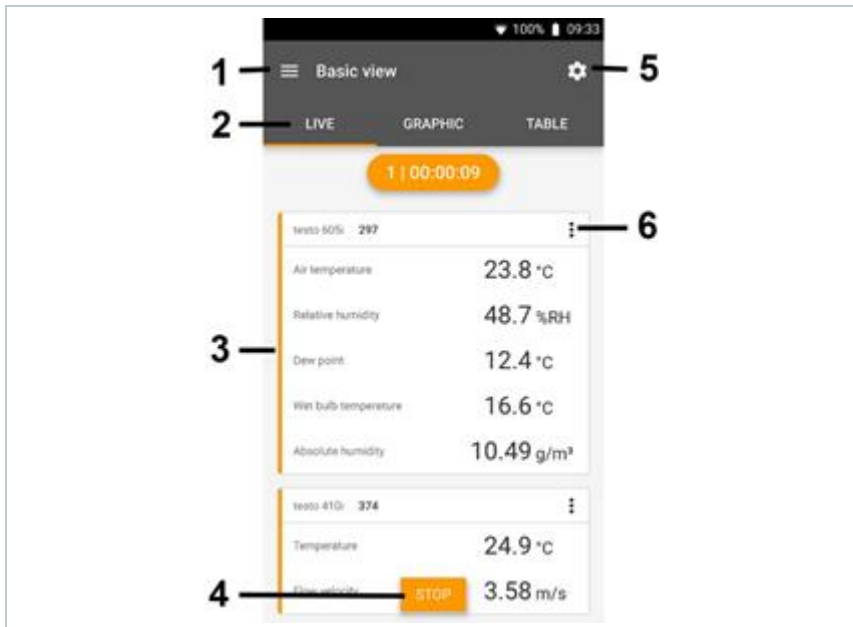 100% 09:33
1 Basic view 5
2 LIVE GRAPHIC TABLE
1 | 00:00:09
testo 605i 297 6
Air temperature 23.8 °C
Relative humidity 48.7 %RH
3 Dew point 12.4 °C
Wet bulb temperature 16.6 °C
Absolute humidity 10.49 g/m³
testo 410i 374
Temperature 24.9 °C
4 Flow velocity STOP 3.58 m/s